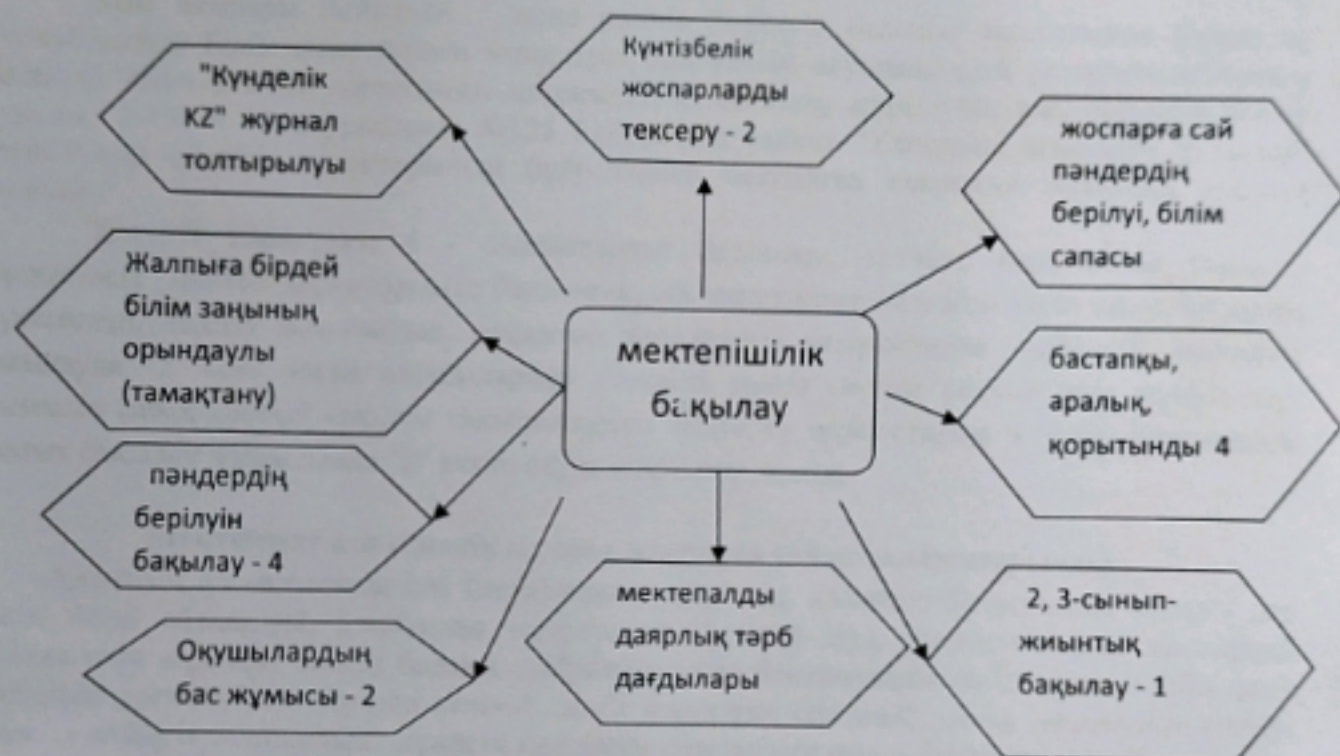 "Күнделік
KZ" журнал
толтырылуы
Күнтізбелік
жоспарларды
тексеру - 2
жоспарға сай
пәндердің
берілуі, білім
сапасы
Жалпыға бірдей
білім заңының
орындаулы
(тамақтану)
мектепішілік
бақылау
бастапқы,
аралық,
қорытынды 4
пәндердің
берілуін
бақылау - 4
Оқушылардың
бас жұмысы - 2
мектепалды
даярлық тәрб
дағдылары
2, 3-сынып-
жиынтық
бақылау - 1